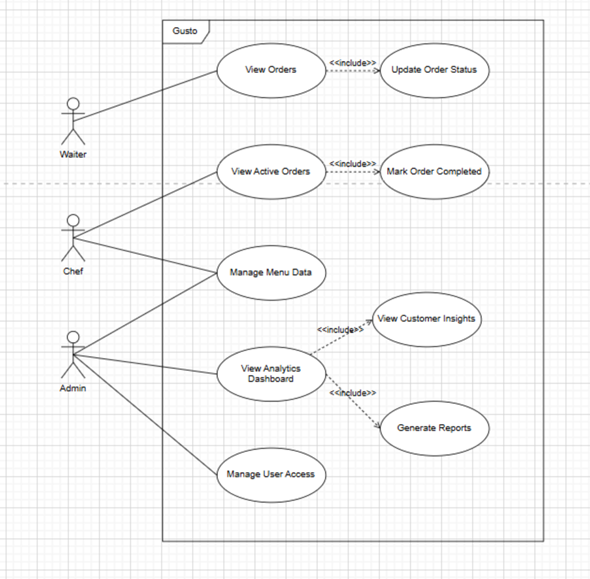 Gusto
View Orders
<<include>>
Update Order Status
Waiter
View Active Orders
<<include>>
Mark Order Completed
Chef
Manage Menu Data
<<include>>
View Customer Insights
Admin
View Analytics
Dashboard
<<include>>
Generate Reports
Manage User Access